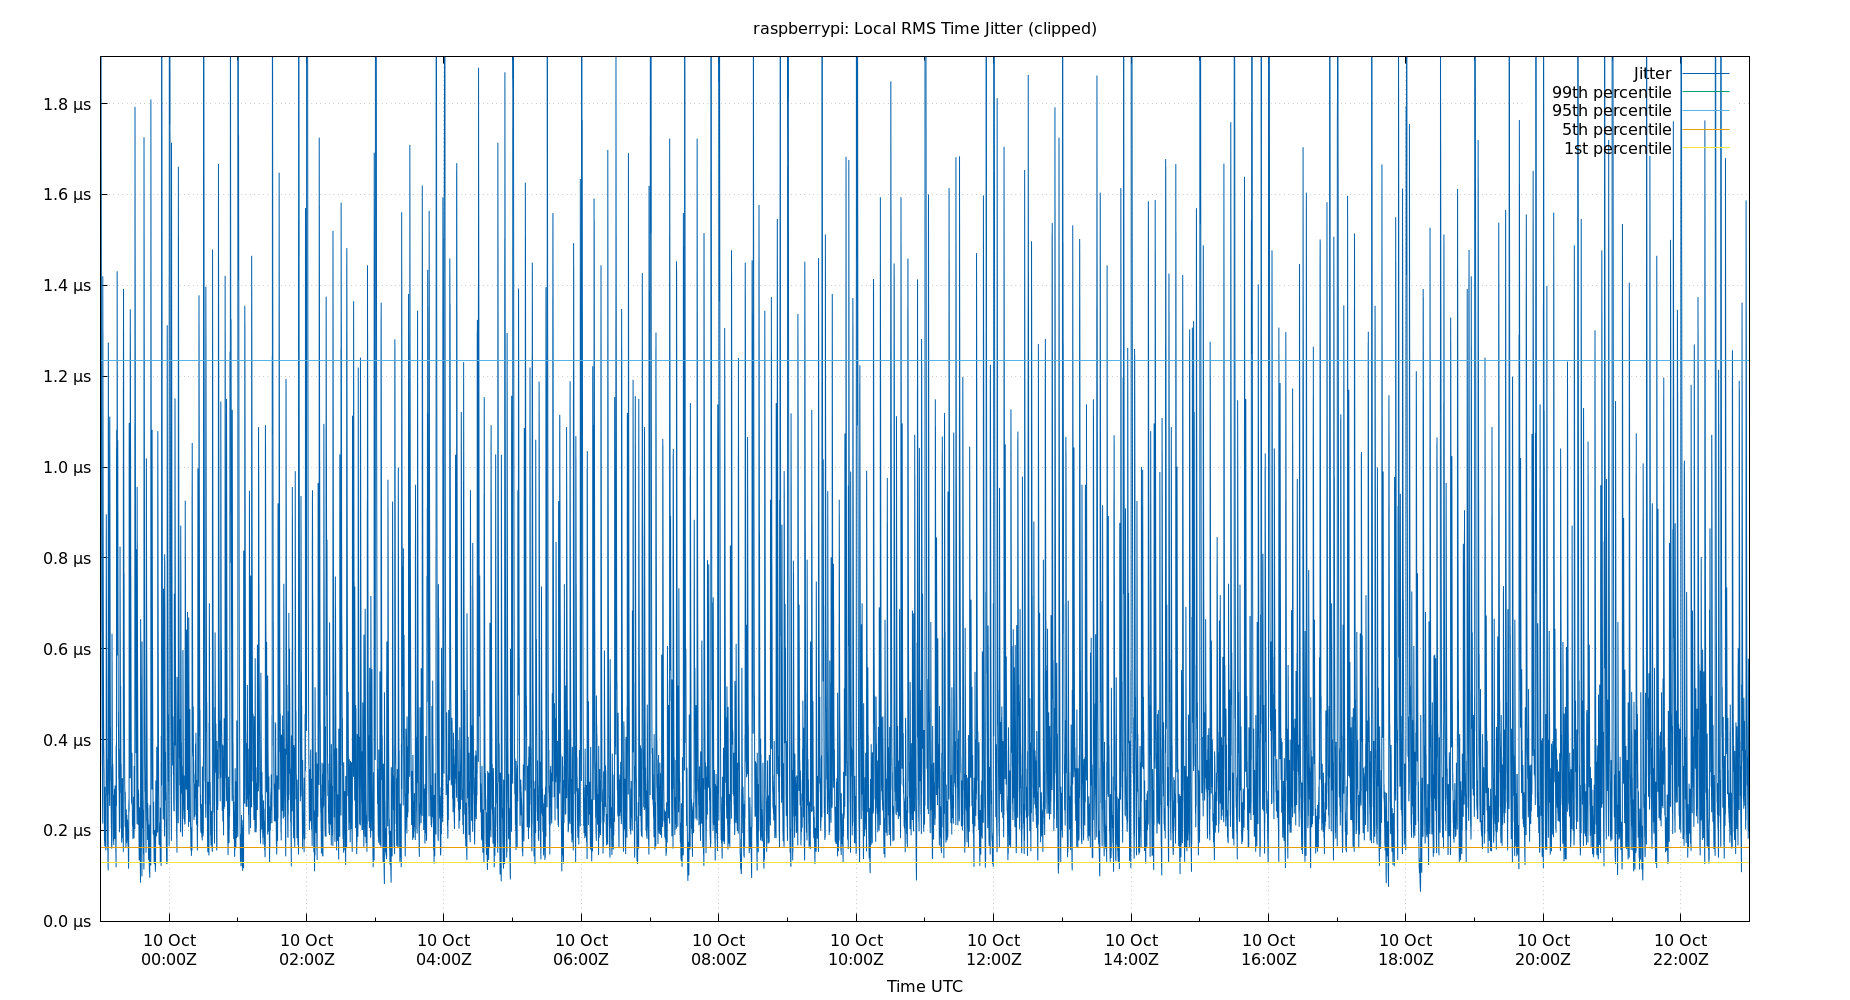 raspberrypi: Local RMS Time Jitter (clipped)
Jitter
99th percentile
95th percentile
5th percentile
1st percentile
1.8 µs
1.6 µs
1.4 µs
1.2 µs
1.0 µs
0.8 µs
0.6 µs
0.4 µs
0.2 µs
0.0 µs
10 Oct 10 Oct 10 Oct 10 Oct 10 Oct 10 Oct 10 Oct 10 Oct 10 Oct 10 Oct 10 Oct 10 Oct
00:00Z 02:00Z 04:00Z 06:00Z 08:00Z 10:00Z 12:00Z 14:00Z 16:00Z 18:00Z 20:00Z 22:00Z
Time UTC